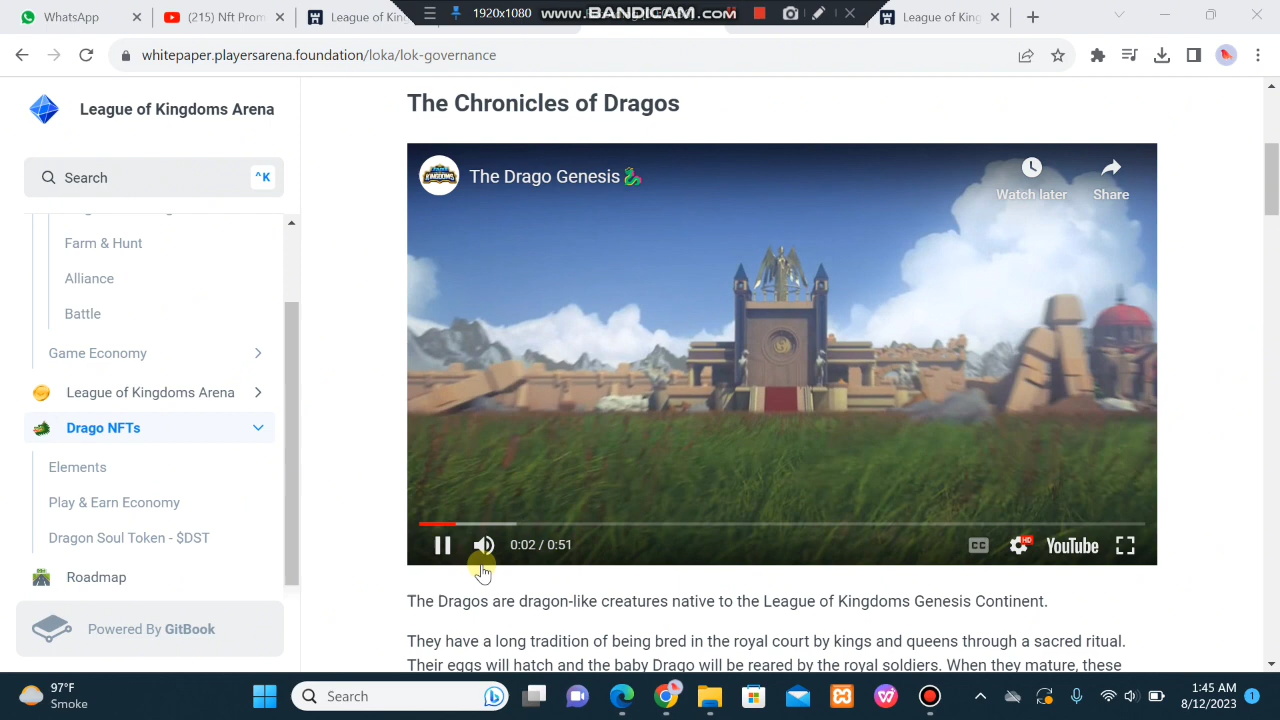 WhatsApp
(215) Nft Prom
League of K
1920x1080
www.BANDICAM.com
League of King
whitepaper.playersarena.foundation/loka/lok-governance
League of Kingdoms Arena
Search
^K
Farm & Hunt
Alliance
Battle
Game Economy
League of Kingdoms Arena
Drago NFTs
Elements
Play & Earn Economy
Dragon Soul Token - $DST
Roadmap
Powered By GitBook
The Chronicles of Dragos
The Drago Genesis
Watch later
Share
0:02 / 0:51
CC
HD
YouTube
The Dragos are dragon-like creatures native to the League of Kingdoms Genesis Continent.
They have a long tradition of being bred in the royal court by kings and queens through a sacred ritual.
Their eggs will hatch and the baby Drago will be reared by the royal soldiers. When they mature, these
97°F
Smoke
Search
1:45 AM
8/12/2023
1